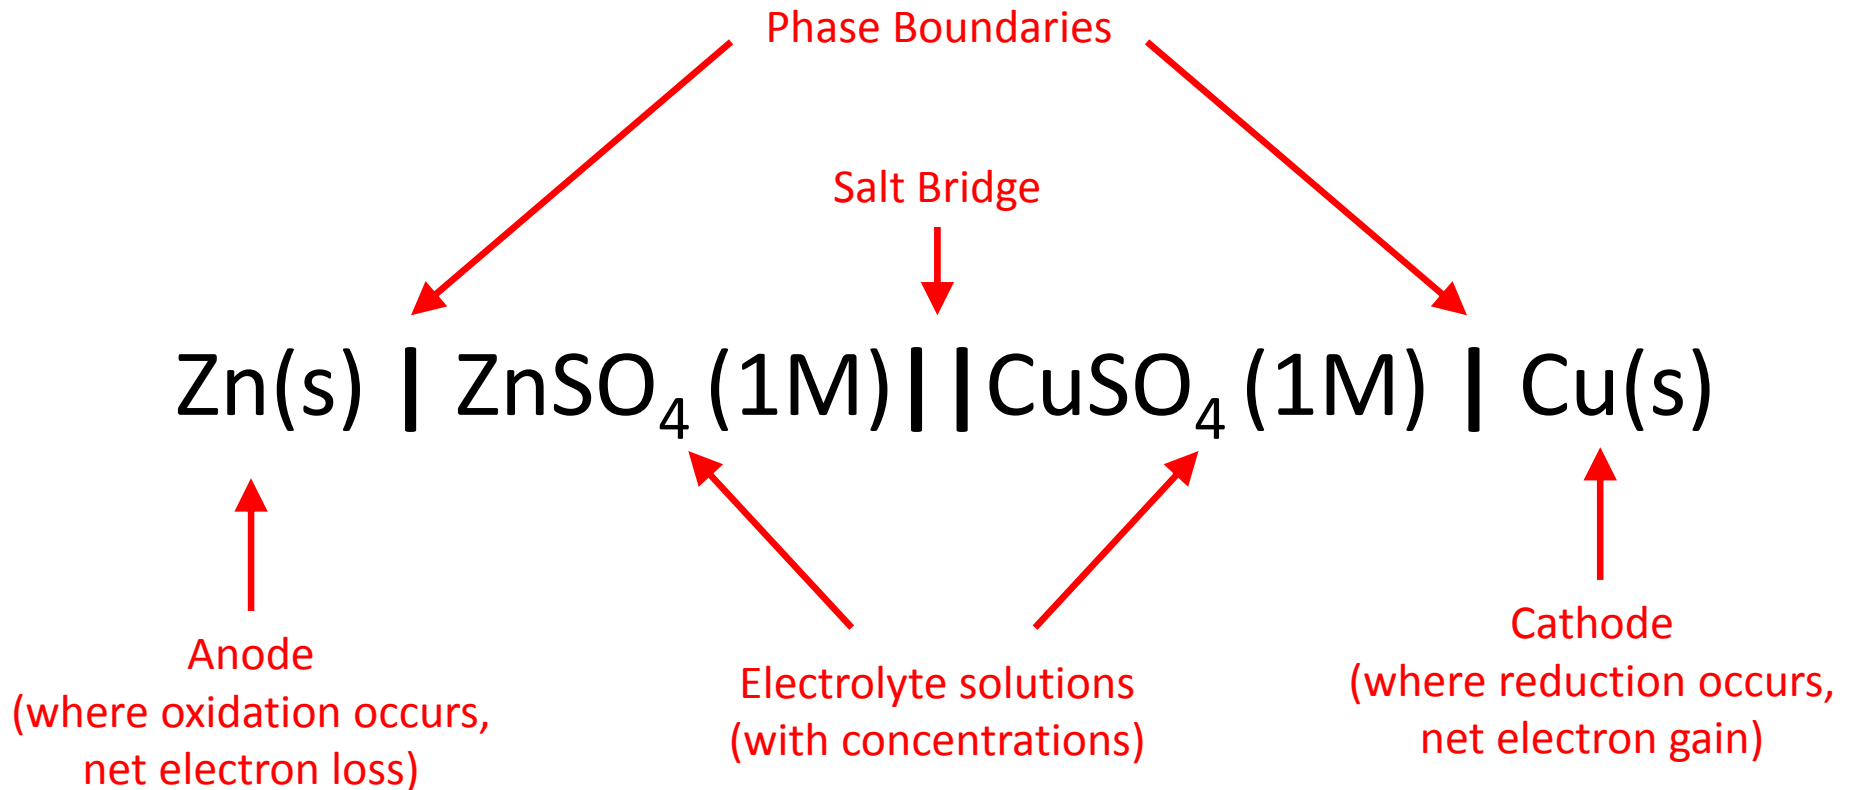 Phase Boundaries
Salt Bridge
Zn(s) | ZnSO₄ (1M)||CuSO₄ (1M) | Cu(s)
Anode
(where oxidation occurs,
net electron loss)
Electrolyte solutions
(with concentrations)
Cathode
(where reduction occurs,
net electron gain)